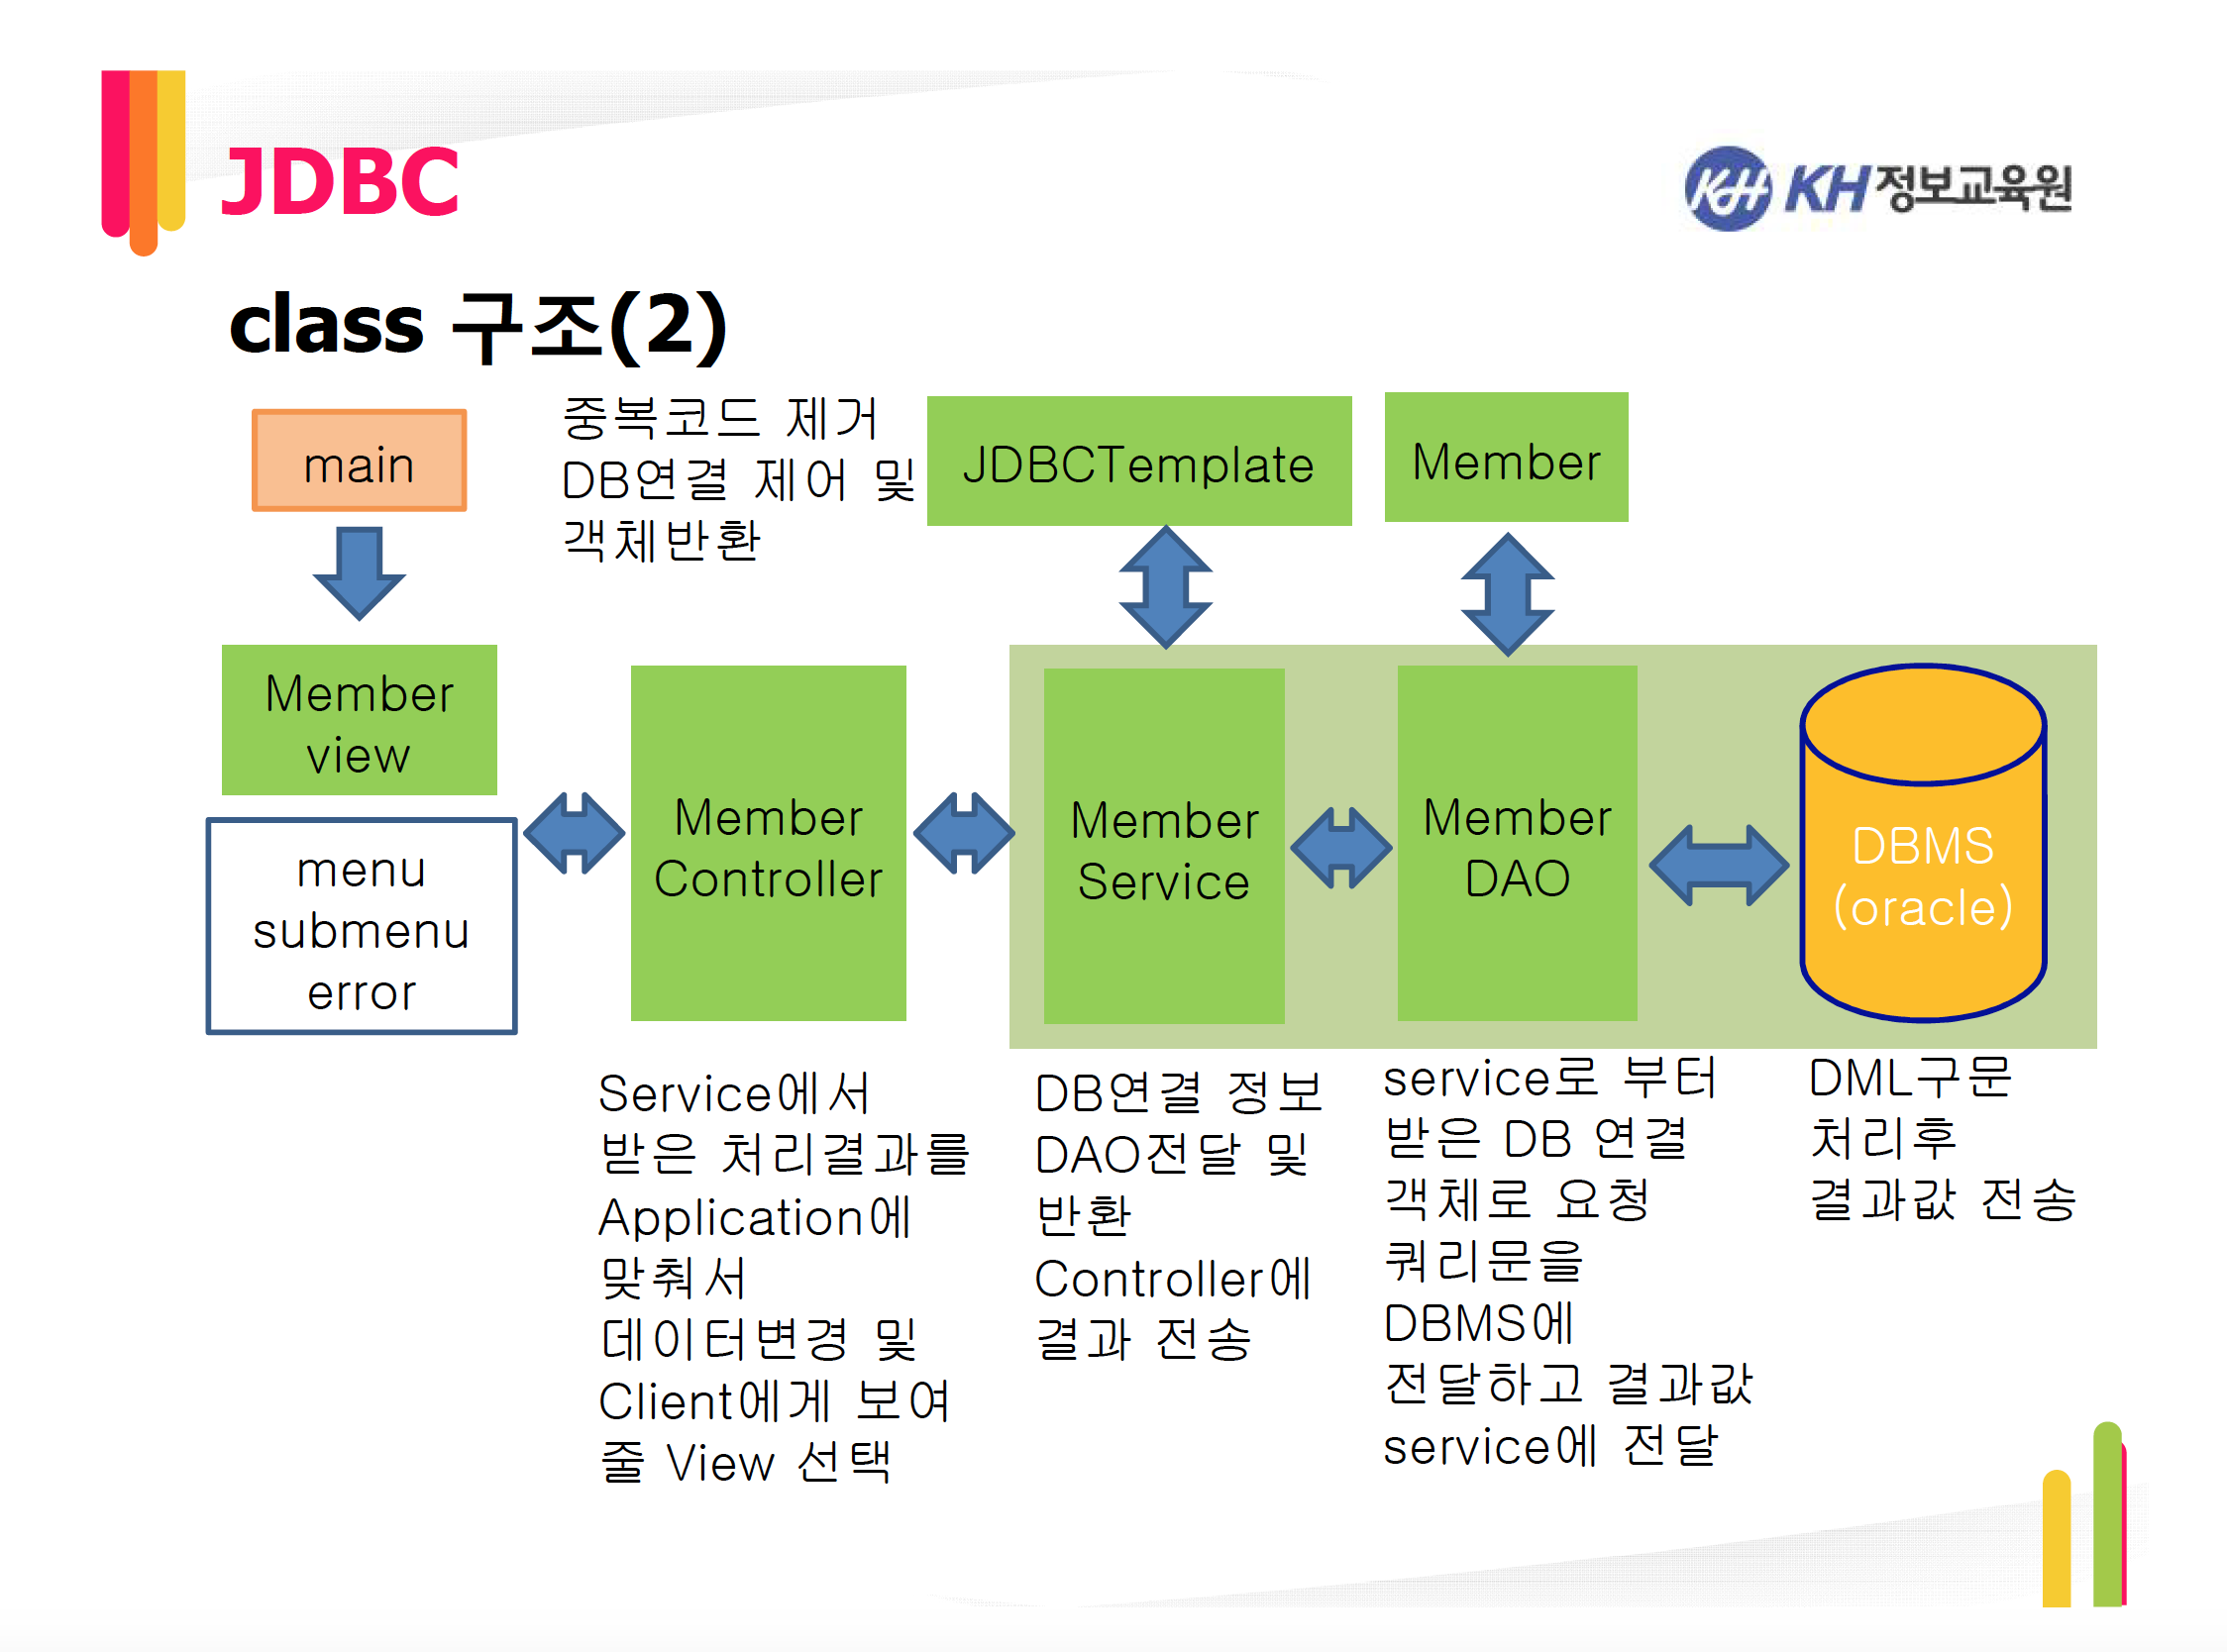 JDBC
KH KH정보교육원
class 구조(2)
main
중복코드 제거
DB연결 제어 및
객체반환
JDBCTemplate
Member
Member
view
menu
submenu
error
Member
Controller
Member
Service
Member
DAO
DBMS
(oracle)
Service에서
받은 처리결과를
Application에
맞춰서
데이터변경 및
Client에게 보여
줄 View 선택
DB연결 정보
DAO전달 및
반환
Controller에
결과 전송
service로 부터
받은 DB 연결
객체로 요청
쿼리문을
DBMS에
전달하고 결과값
service에 전달
DML구문
처리후
결과값 전송